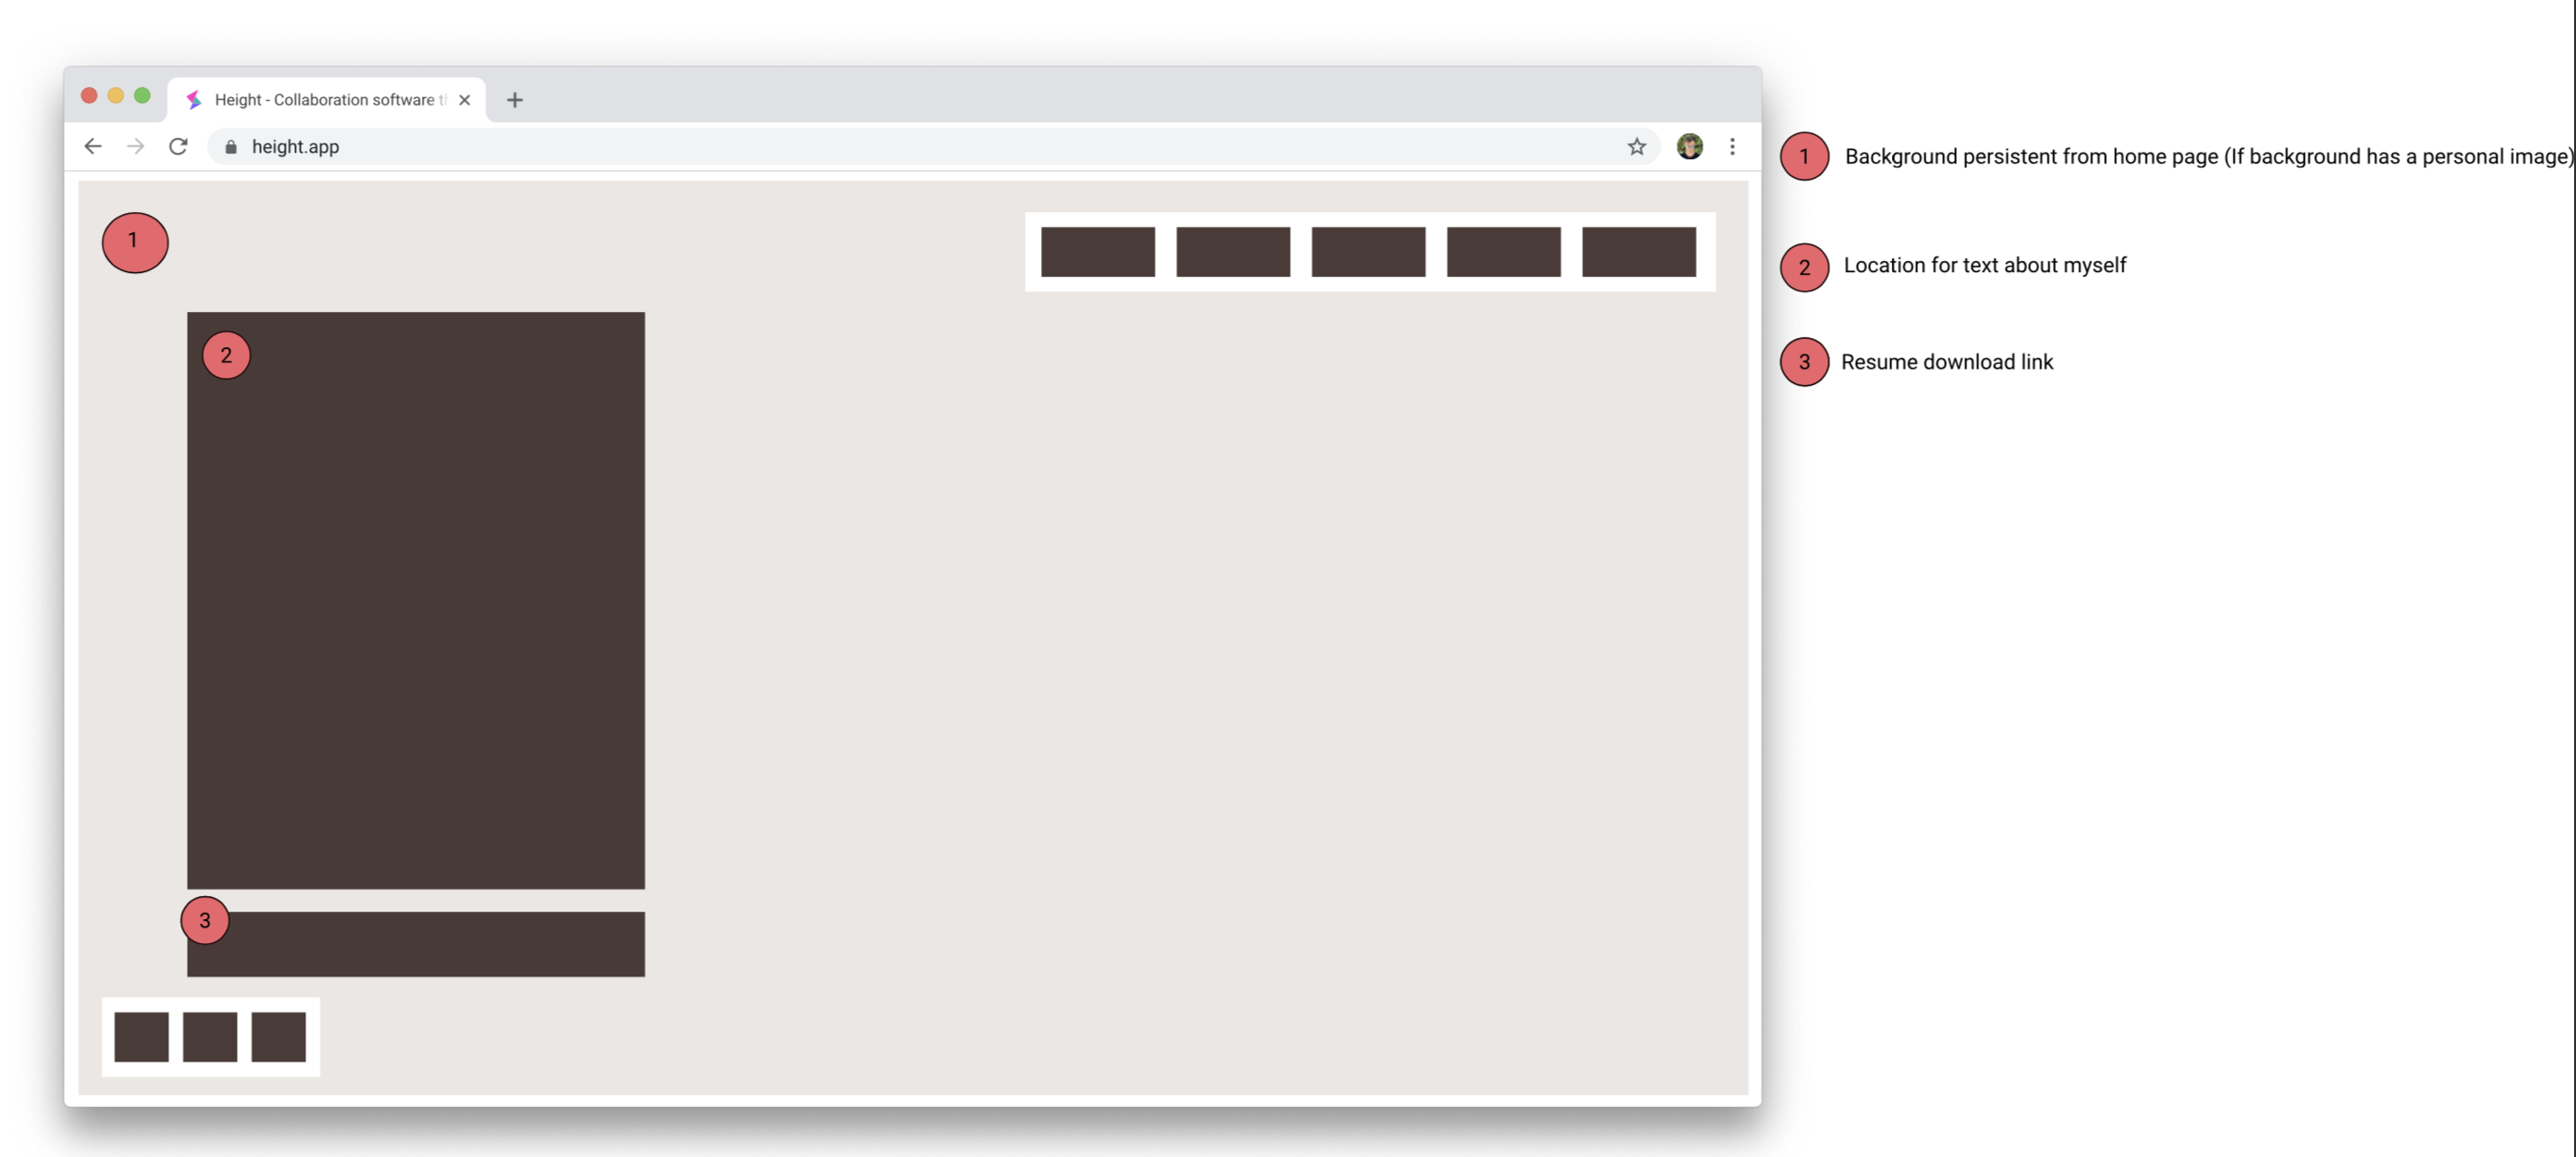 Height - Collaboration software t
height.app
1 Background persistent from home page (If background has a personal image)
1
2 Location for text about myself
2
3 Resume download link
3